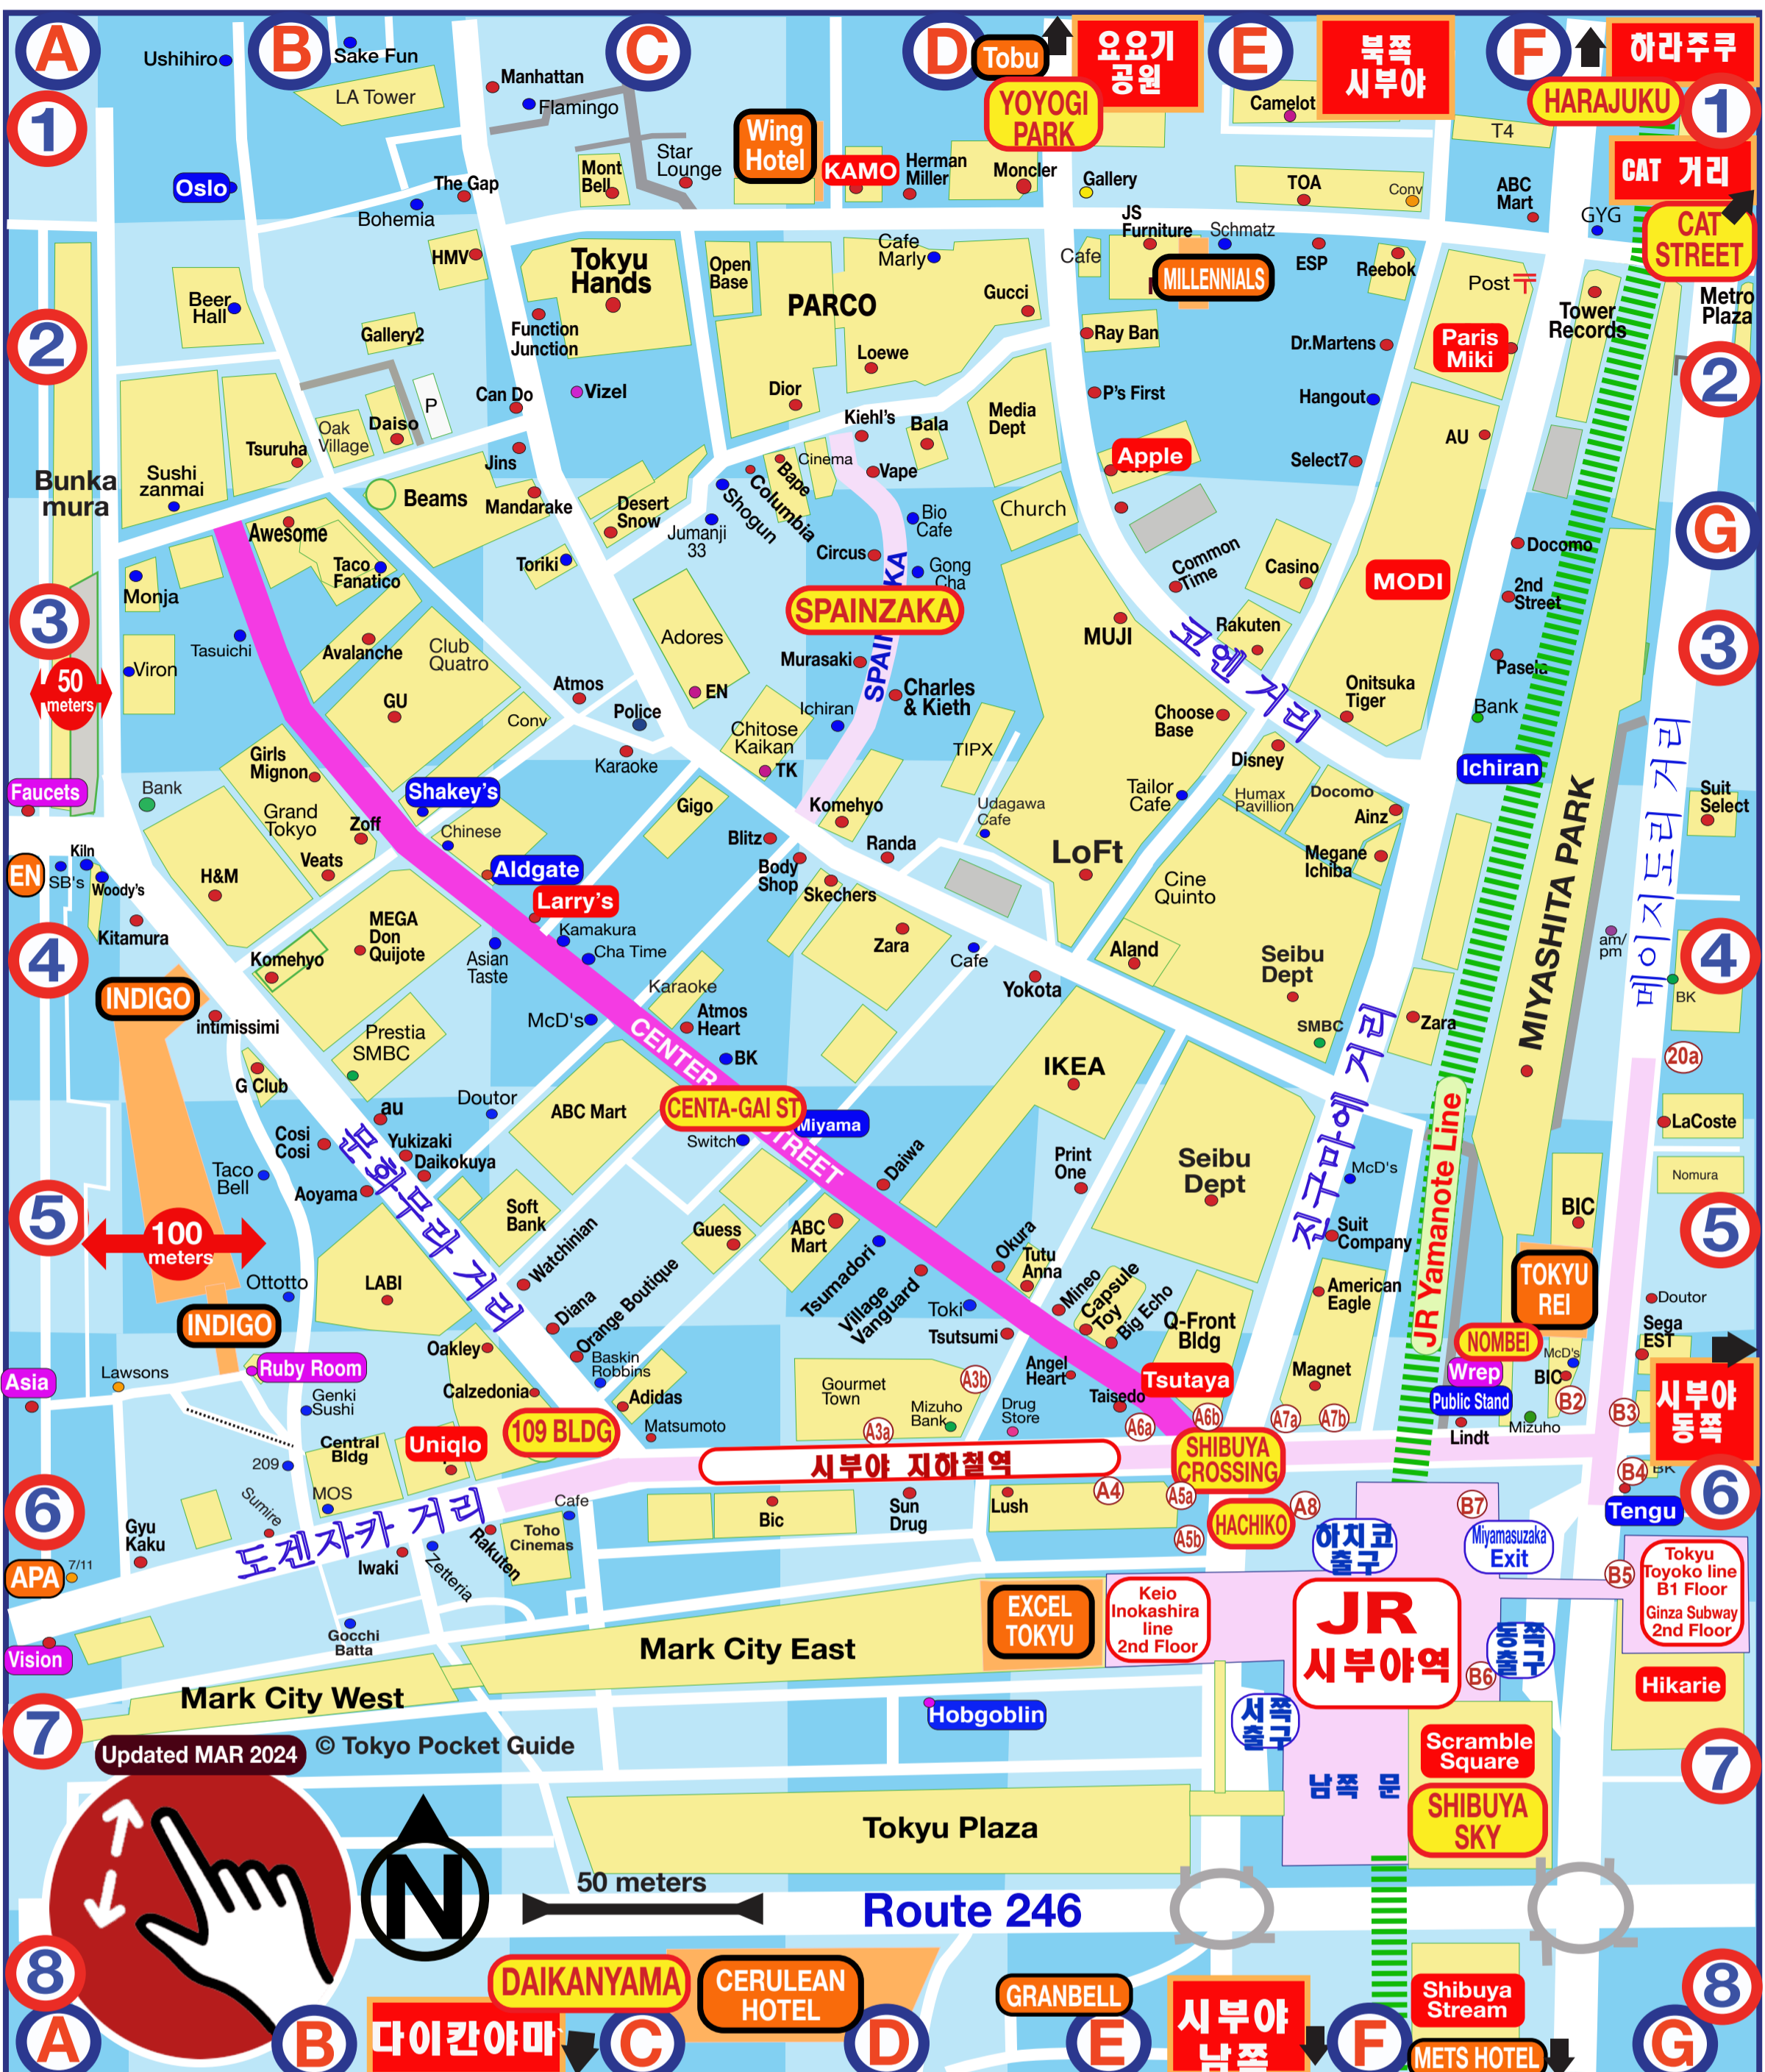 A
B
C
D
E
F
Tobu
요요기
공원
북쪽
시부야
하라주쿠
YOYOGI
PARK
HARAJUKU
1
1
CAT 거리
CAT
STREET
Ushihiro
Sake Fun
LA Tower
Manhattan
Flamingo
Star
Lounge
Wing
Hotel
Mont
Bell
KAMO
Herman
Miller
Moncler
Gallery
Camelot
T4
TOA
Conv
ABC
Mart
GYG
Oslo
The Gap
Bohemia
JS
Furniture
Schmatz
ESP
Reebok
MILLENNIALS
Post
Tower
Records
Metro
Plaza
HMV
Tokyu
Hands
Open
Base
PARCO
Cafe
Marly
Gucci
Cafe
Beer
Hall
Gallery2
Function
Junction
Loewe
Dior
Ray Ban
Dr.Martens
Paris
Miki
2
2
Can Do
Vizel
P's First
Hangout
P
Oak
Village
Daiso
Tsuruha
Kiehl's
Bala
Media
Dept
AU
Bunka
mura
Sushi
zanmai
Jins
Cinema
Vape
Bape
Columbia
Shogun
Apple
Select7
Beams
Mandarake
Desert
Snow
Jumanji
33
Bio
Cafe
Church
G
Awesome
Taco
Fanatico
Toriki
Circus
Gong
Cha
Common
Time
Casino
MODI
Docomo
2nd
Street
3
3
Monja
SPAINZAKA
Adores
MUJI
코엔 거리
Rakuten
Pasela
Tasuichi
Avalanche
Club
Quatro
Viron
50
meters
GU
Atmos
Murasaki
Charles
& Kieth
EN
Ichiran
Police
Conv
Chitose
Kaikan
TK
TIPX
Choose
Base
Onitsuka
Tiger
Bank
Disney
Ichiran
Girls
Mignon
Karaoke
Faucets
Bank
Shakey's
Gigo
Komehyo
Udagawa
Cafe
Tailor
Cafe
Humax
Pavillion
Docomo
Ainz
Suit
Select
Grand
Tokyo
Zoff
Chinese
Blitz
Randa
Veats
H&M
Aldgate
Larry's
Body
Shop
Skechers
LoFt
Cine
Quinto
Megane
Ichiba
MIYASHITA PARK
메이지도리 거리
EN
SB's
Kiln
Woody's
Kitamura
MEGA
Don
Quijote
Kamakura
Cha Time
Asian
Taste
Zara
Cafe
Yokota
Aland
Seibu
Dept
am/
pm
BK
4
4
Komehyo
INDIGO
intimissimi
Prestia
SMBC
McD's
Karaoke
Atmos
Heart
BK
SMBC
Zara
20a
CENTER
STREET
IKEA
G Club
au
Doutor
ABC Mart
CENTA-GAI ST
Miyama
Switch
진구마에 거리
JR Yamanote Line
LaCoste
Cosi
Cosi
문화무라 거리
Yukizaki
Daikokuya
Taco
Bell
Aoyama
Daiwa
Print
One
Seibu
Dept
McD's
Nomura
5
5
100
meters
Soft
Bank
Guess
ABC
Mart
Watchinian
Tsumadori
Okura
Tutu
Anna
Suit
Company
BIC
TOKYU
REI
Ottotto
LABI
Orange Boutique
Diana
Village
Vanguard
Toki
Mineo
Capsule
Toy
Big Echo
American
Eagle
Doutor
INDIGO
Oakley
Tsutsumi
Q-Front
Bldg
NOMBEI
Sega
EST
Baskin
Robbins
Asia
Lawsons
Ruby Room
Calzedonia
Adidas
Gourmet
Town
A3b
Angel
Heart
Tsutaya
Magnet
Wrep
McD's
BIC
시부야
동쪽
Genki
Sushi
109 BLDG
Matsumoto
Mizuho
Bank
A3a
Drug
Store
Taisedo
A6a
A6b
A7a
A7b
Public Stand
B2
B3
Lindt
Mizuho
Central
Bldg
Uniqlo
209
시부야 지하철역
SHIBUYA
CROSSING
B4
BK
6
6
Sumire
MOS
도겐자카 거리
Cafe
Bic
Sun
Drug
Lush
A4
A5a
A5b
HACHIKO
A8
하치코
출구
B7
Miyamasuzaka
Exit
Tengu
Gyu
Kaku
Iwaki
Zetteria
Rakuten
Toho
Cinemas
APA
7/11
B5
Tokyu
Toyoko line
B1 Floor
Ginza Subway
2nd Floor
EXCEL
TOKYU
Keio
Inokashira
line
2nd Floor
JR
시부야역
동쪽
출구
B6
Vision
Gocchi
Batta
Mark City East
Mark City West
Hikarie
Hobgoblin
서쪽
출구
Scramble
Square
7
7
Updated MAR 2024
© Tokyo Pocket Guide
남쪽 문
SHIBUYA
SKY
Tokyu Plaza
N
50 meters
Route 246
8
8
DAIKANYAMA
CERULEAN
HOTEL
GRANBELL
Shibuya
Stream
다이칸야마
시부야
남쪽
METS HOTEL
A
B
C
D
E
F
G